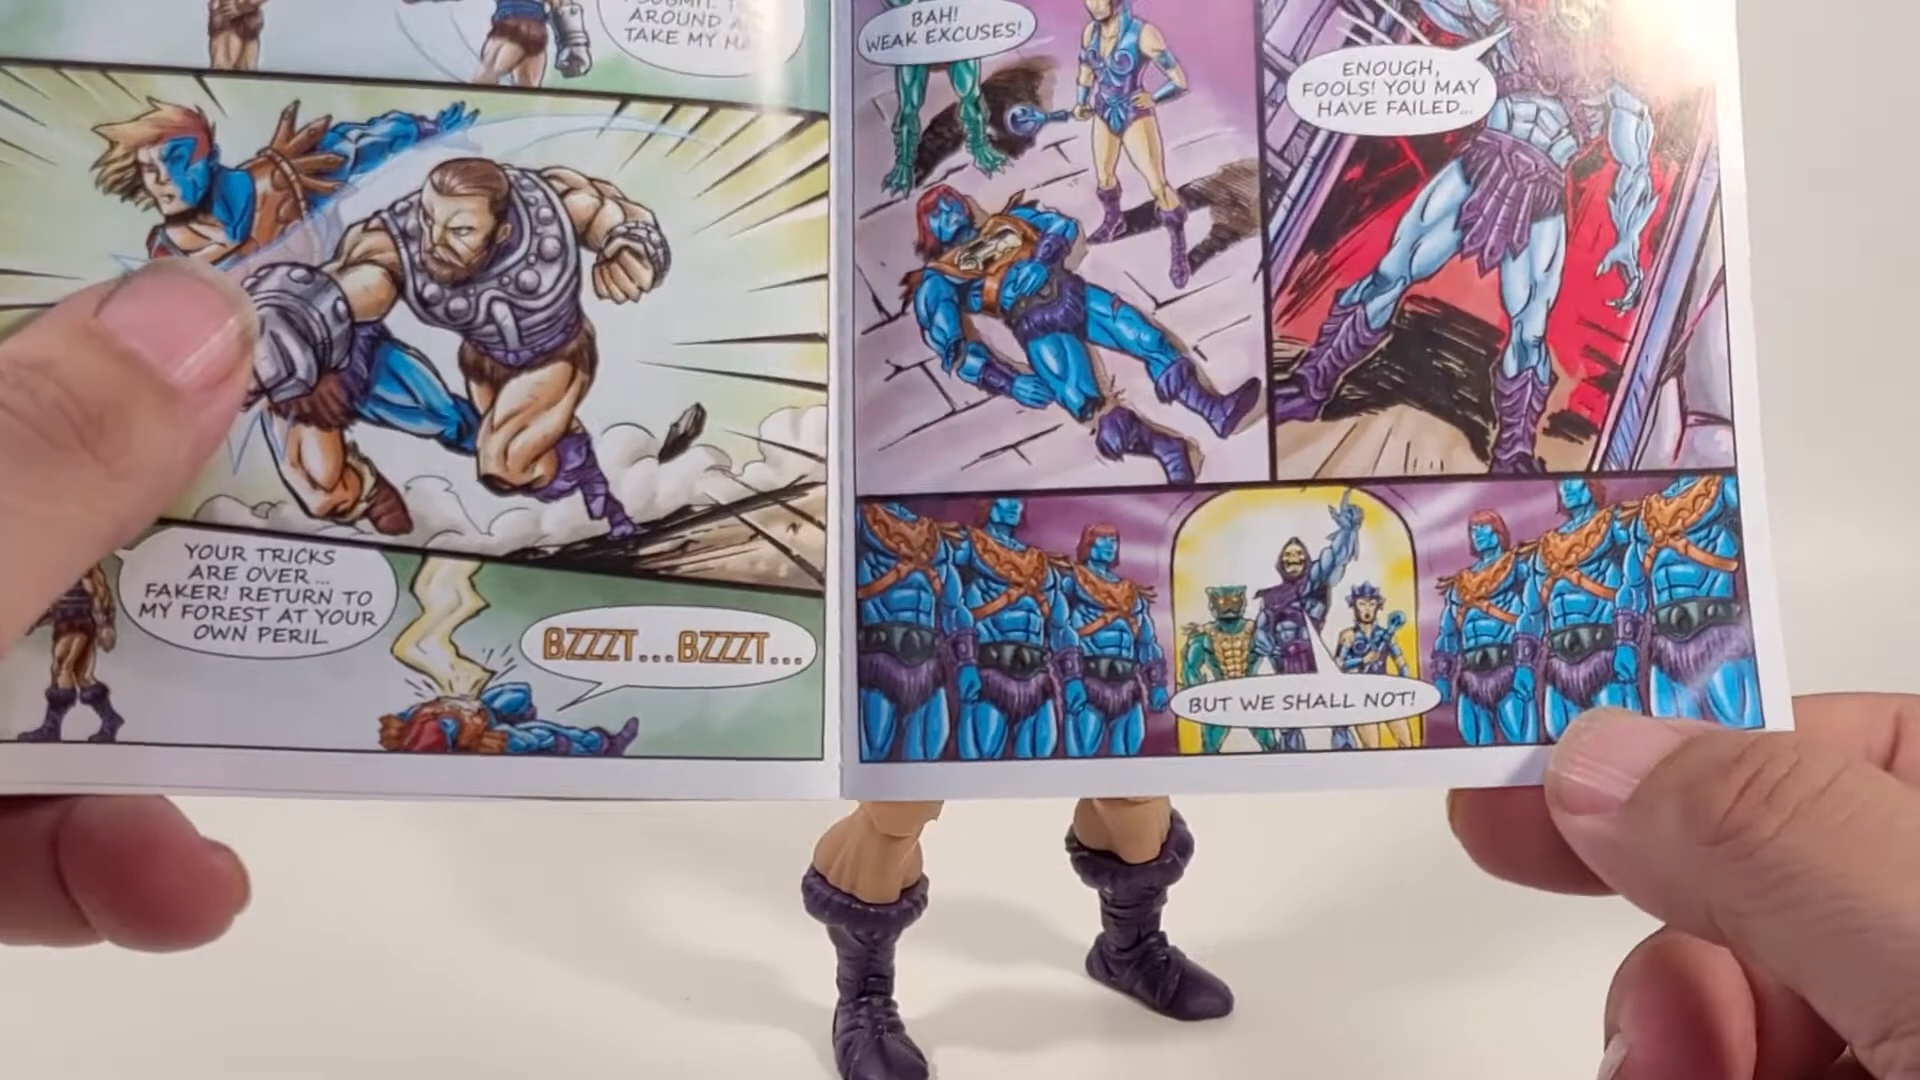 AROUND
TAKE MY
YOUR TRICKS
ARE OVER...
FAKER! RETURN TO
MY FOREST AT YOUR
OWN PERIL
BZZZT...BZZZT...
BAH!
WEAK EXCUSES!
ENOUGH,
FOOLS! YOU MAY
HAVE FAILED...
BUT WE SHALL NOT!